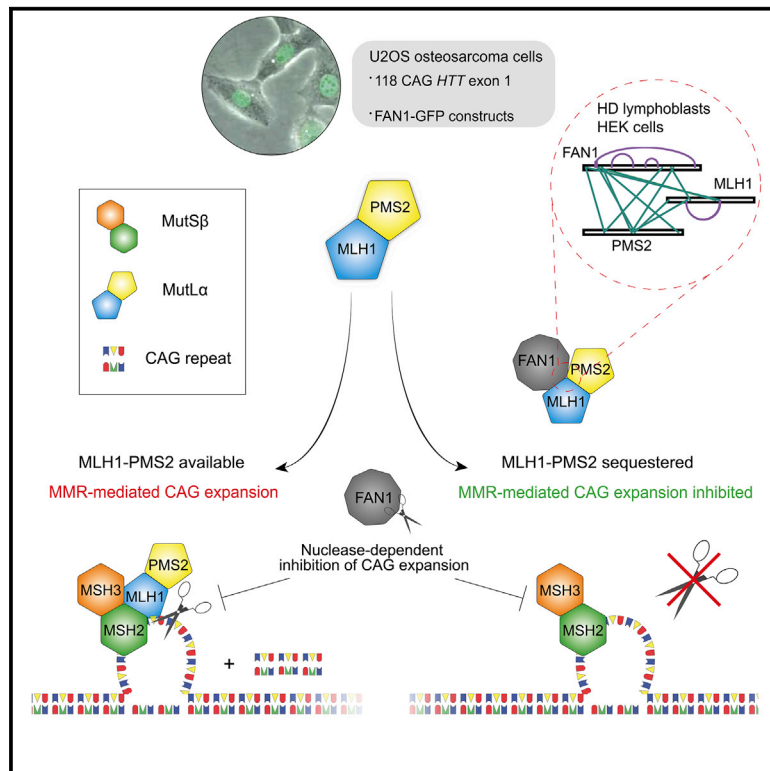 U2OS osteosarcoma cells
·118 CAG HTT exon 1
·FAN1-GFP constructs
HD lymphoblasts
HEK cells
FAN1
MLH1
PMS2
MutSβ
MutLα
CAG repeat
PMS2
MLH1
FAN1
PMS2
MLH1
MLH1-PMS2 available
MMR-mediated CAG expansion
MLH1-PMS2 sequestered
MMR-mediated CAG expansion inhibited
FAN1
Nuclease-dependent
inhibition of CAG expansion
PMS2
MSH3
MLH1
MSH2
+
MSH3
MSH2